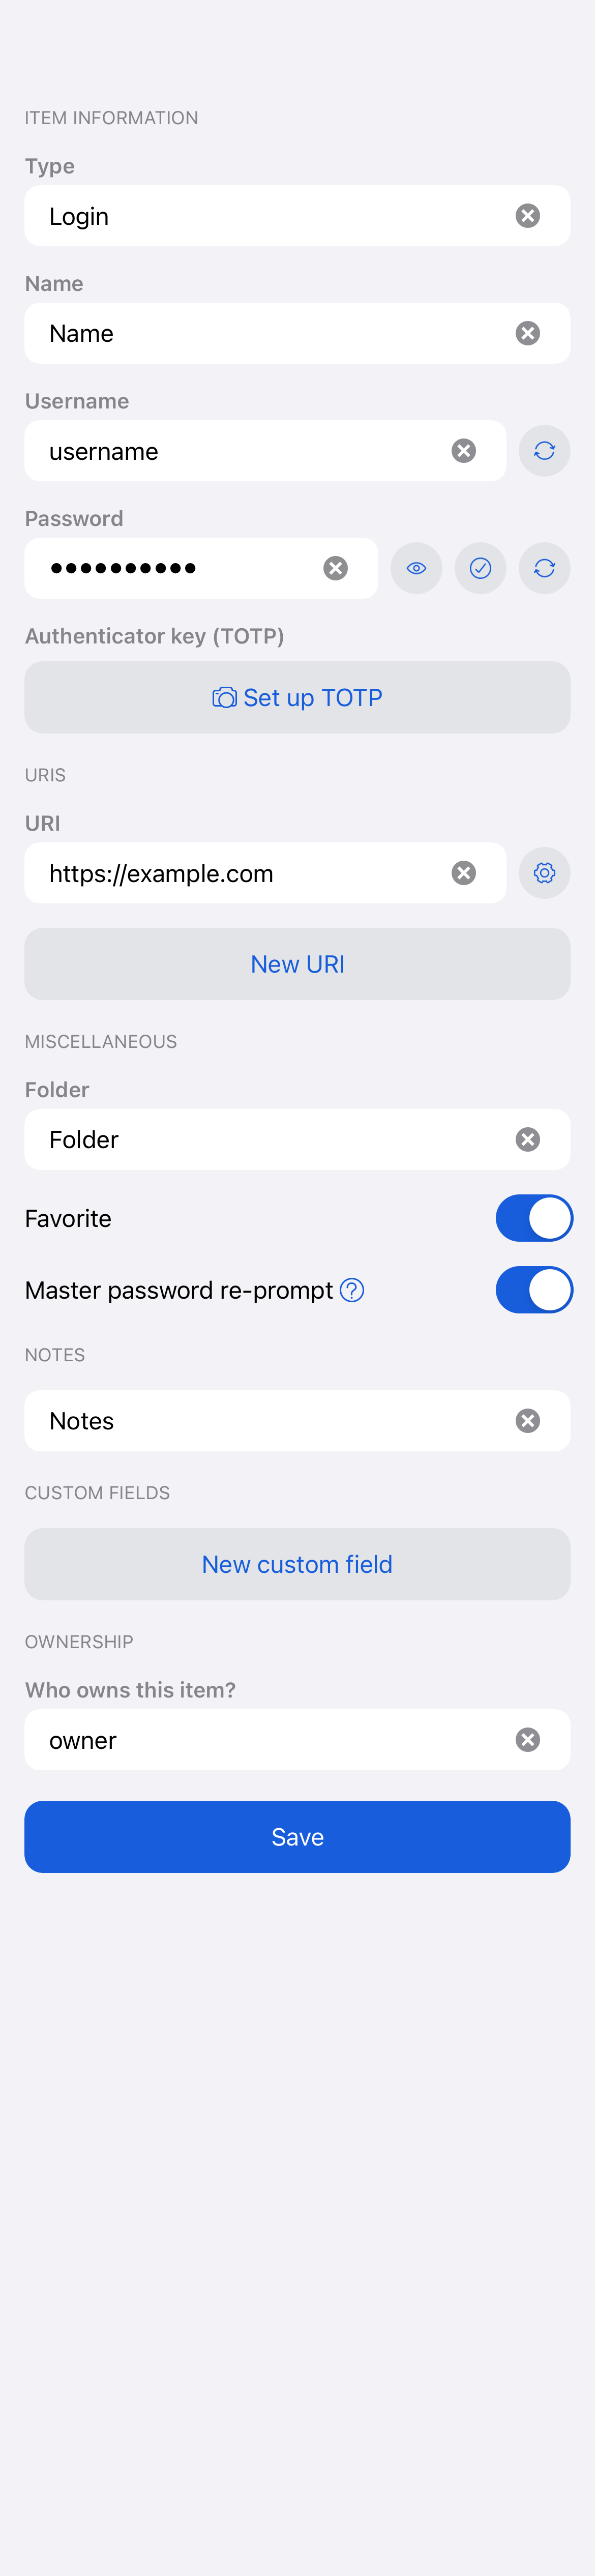 ITEM INFORMATION
Type
Login
Name
Name
Username
username
Password
●●●●●●●●●●
Authenticator key (TOTP)
Set up TOTP
URIS
URI
https://example.com
New URI
MISCELLANEOUS
Folder
Folder
Favorite
Master password re-prompt
NOTES
Notes
CUSTOM FIELDS
New custom field
OWNERSHIP
Who owns this item?
owner
Save